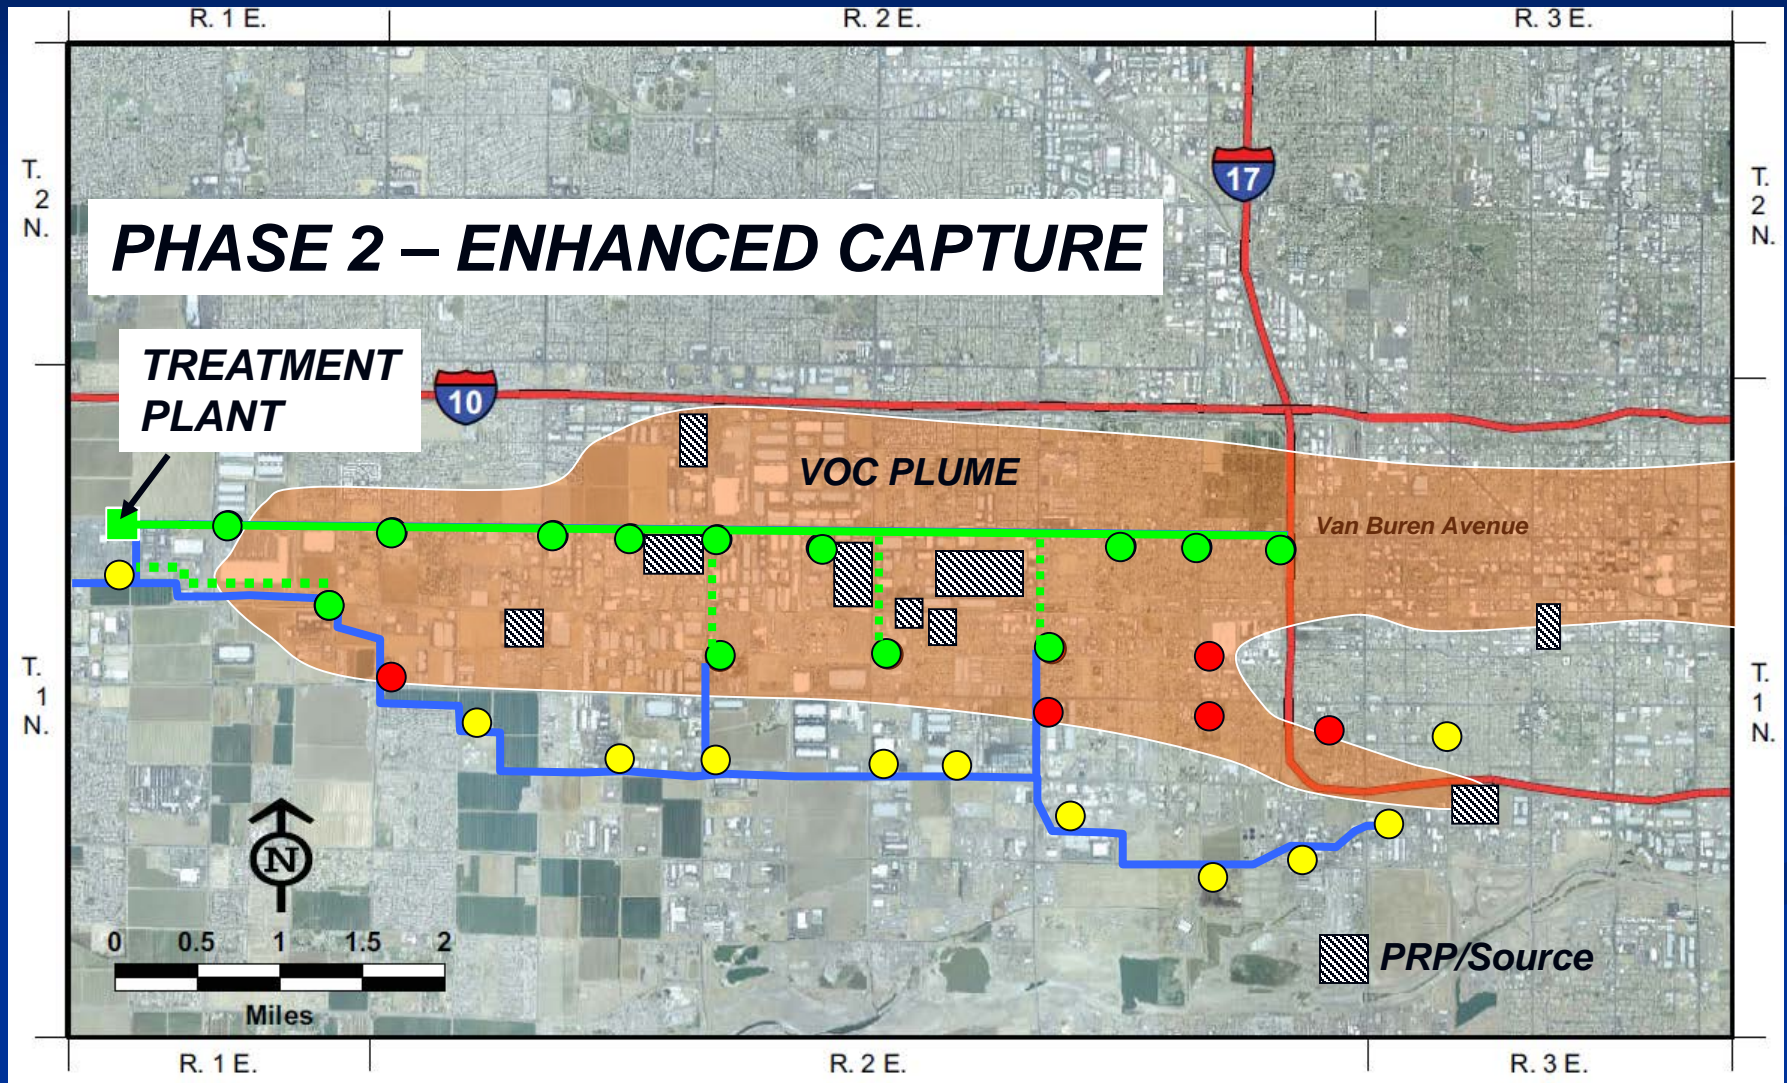 R. 1 E.
R. 2 E.
R. 3 E.
17
T.
2
N.
T.
2
N.
PHASE 2 – ENHANCED CAPTURE
TREATMENT
PLANT
10
VOC PLUME
Van Buren Avenue
T.
1
N.
T.
1
N.
N
0 0.5 1 1.5 2
Miles
PRP/Source
R. 1 E.
R. 2 E.
R. 3 E.